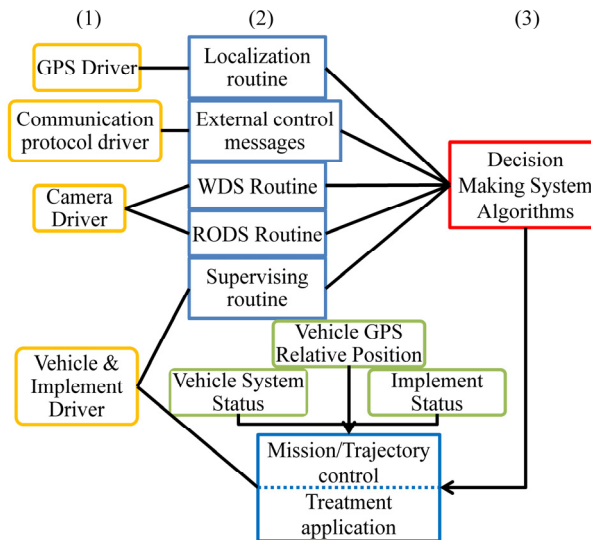 (1)
(2)
(3)
GPS Driver
Localization
routine
Communication
protocol driver
External control
messages
Camera
Driver
WDS Routine
RODS Routine
Supervising
routine
Decision
Making System
Algorithms
Vehicle GPS
Relative Position
Vehicle &
Implement
Driver
Vehicle System
Status
Implement
Status
Mission/Trajectory
control
Treatment
application